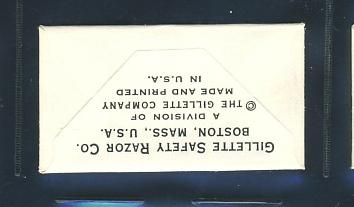 GILLETTE SAFETY RAZOR CO.
BOSTON, MASS., U.S.A.
A DIVISION OF
© THE GILLETTE COMPANY
MADE AND PRINTED
IN U.S.A.